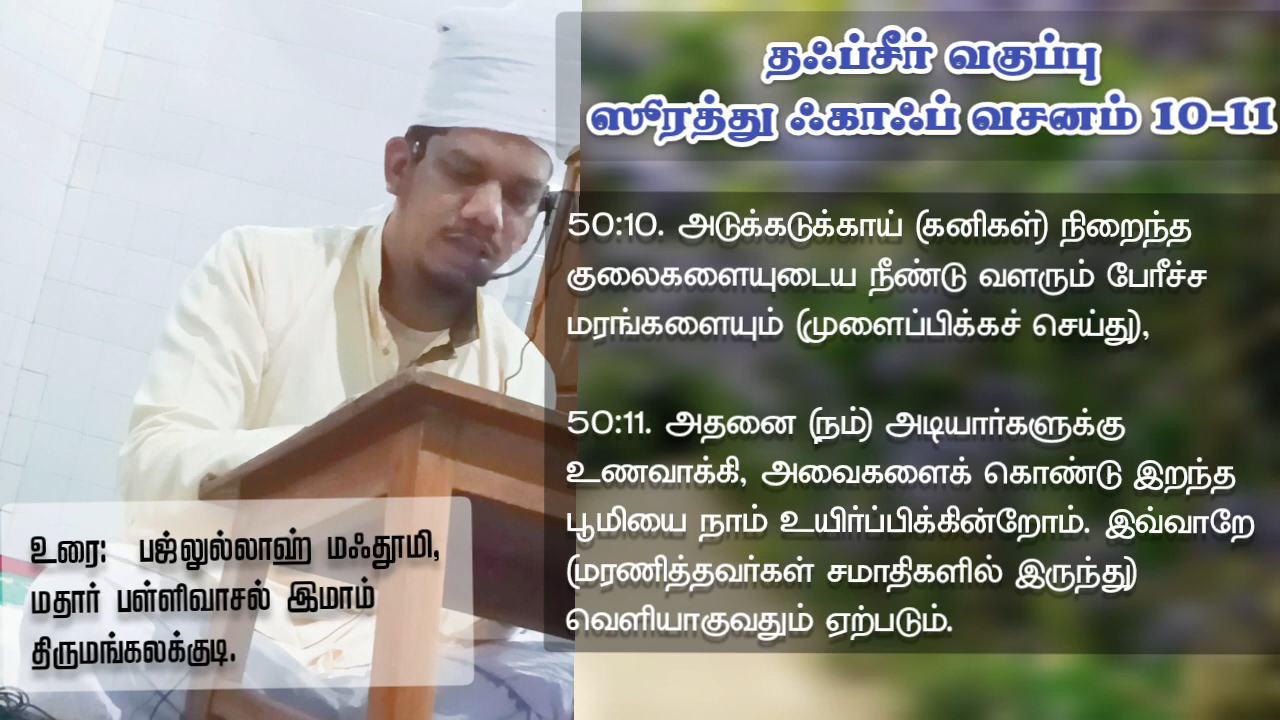 தஃப்சீர் வகுப்பு
ஸூரத்து ஃகாஃப் வசனம் 10-11
50:10. அடுக்கடுக்காய் (கனிகள்) நிறைந்த
குலைகளையுடைய நீண்டு வளரும் பேரீச்ச
மரங்களையும் (முளைப்பிக்கச் செய்து),
50:11. அதனை (நம்) அடியார்களுக்கு
உணவாக்கி, அவைகளைக் கொண்டு இறந்த
பூமியை நாம் உயிர்ப்பிக்கின்றோம். இவ்வாறே
(மரணித்தவர்கள் சமாதிகளில் இருந்து)
வெளியாகுவதும் ஏற்படும்.
உரை: பஜ்லுல்லாஹ் மஃதூமி,
மதார் பள்ளிவாசல் இமாம்
திருமங்கலக்குடி.